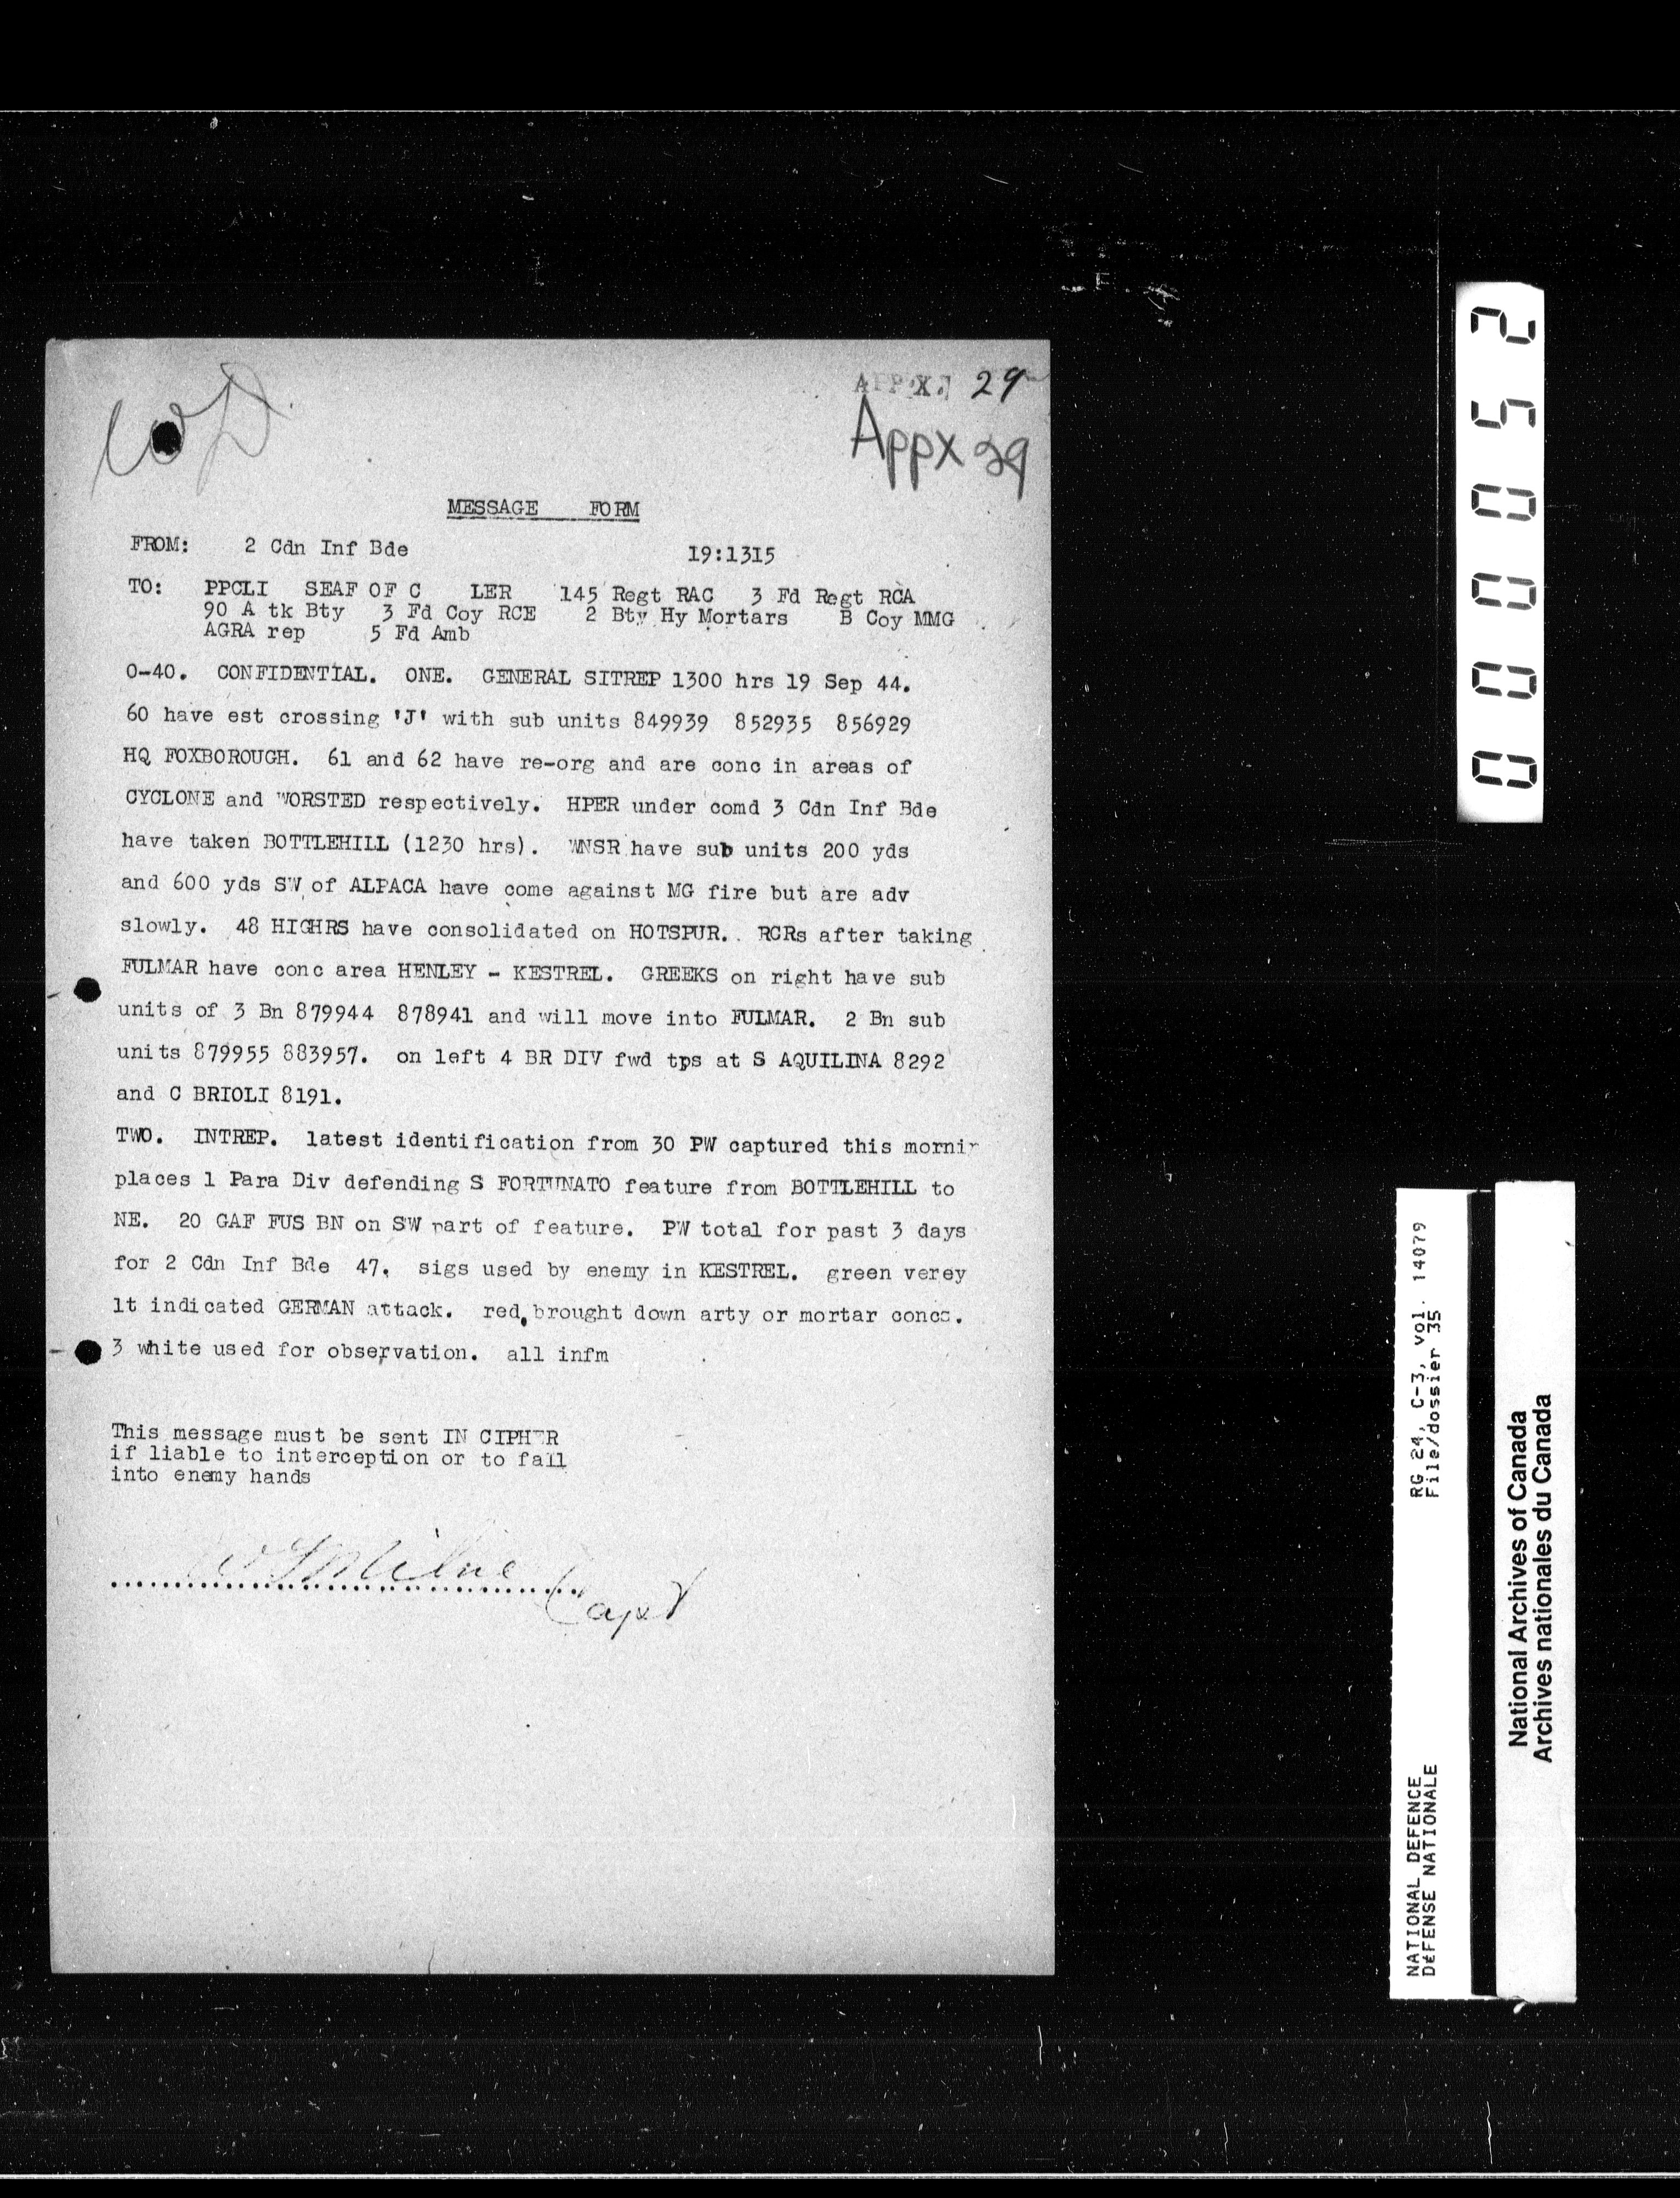 WD
APPX. 29
Appx 29
MESSAGE FORM
FROM: 2 Cdn Inf Bde 19:1315
TO: PPCLI SEAF OF C LER 145 Regt RAC 3 Fd Regt RCA
90 A tk Bty 3 Fd Coy RCE 2 Bty Hy Mortars B Coy MMG
AGRA rep 5 Fd Amb
O-40. CONFIDENTIAL. ONE. GENERAL SITREP 1300 hrs 19 Sep 44.
60 have est crossing 'J' with sub units 849939 852935 856929
HQ FOXBOROUGH. 61 and 62 have re-org and are conc in areas of
CYCLONE and WORSTED respectively. HPER under comd 3 Cdn Inf Bde
have taken BOTTLEHILL (1230 hrs). WNSR have sub units 200 yds
and 600 yds SW of ALPACA have come against MG fire but are adv
slowly. 48 HIGHRS have consolidated on HOTSPUR. RCRs after taking
FULMAR have conc area HENLEY - KESTREL. GREEKS on right have sub
units of 3 Bn 879944 878941 and will move into FULMAR. 2 Bn sub
units 879955 883957. on left 4 BR DIV fwd tps at S AQUILINA 8292
and C BRIOLI 8191.
TWO. INTREP. latest identification from 30 PW captured this mornin
places 1 Para Div defending S FORTUNATO feature from BOTTLEHILL to
NE. 20 GAF FUS BN on SW part of feature. PW total for past 3 days
for 2 Cdn Inf Bde 47. sigs used by enemy in KESTREL. green verey
lt indicated GERMAN attack. red, brought down arty or mortar concs.
3 white used for observation. all infm
This message must be sent IN CIPHER
if liable to interception or to fall
into enemy hands
Milne
Capt
00052
RG 24, C-3, vol. 14079
File/dossier 35
NATIONAL DEFENCE
DéFENSE NATIONALE
National Archives of Canada
Archives nationales du Canada